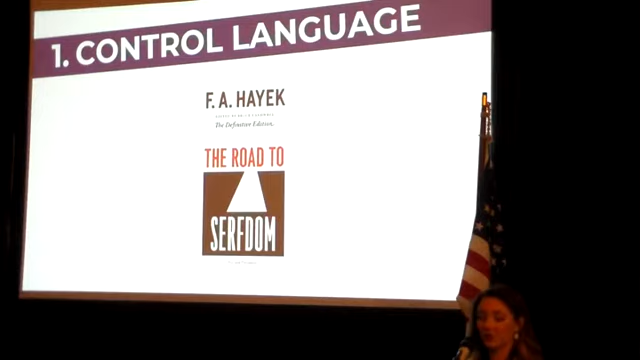 1. CONTROL LANGUAGE
F. A. HAYEK
The Definitive Edition
THE ROAD TO
SERFDOM